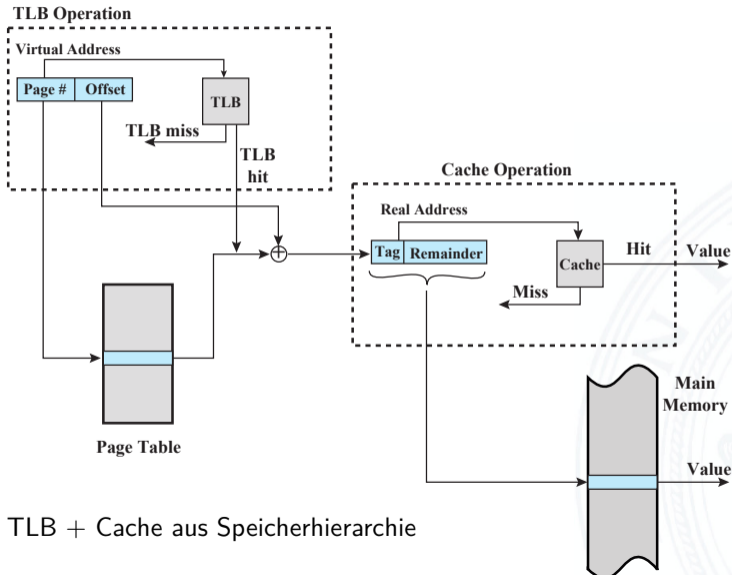 TLB Operation
Virtual Address
Page # Offset
TLB
TLB miss
TLB
hit
Cache Operation
Real Address
Tag Remainder
Cache
Hit
Value
Miss
Page Table
Main
Memory
Value
TLB + Cache aus Speicherhierarchie